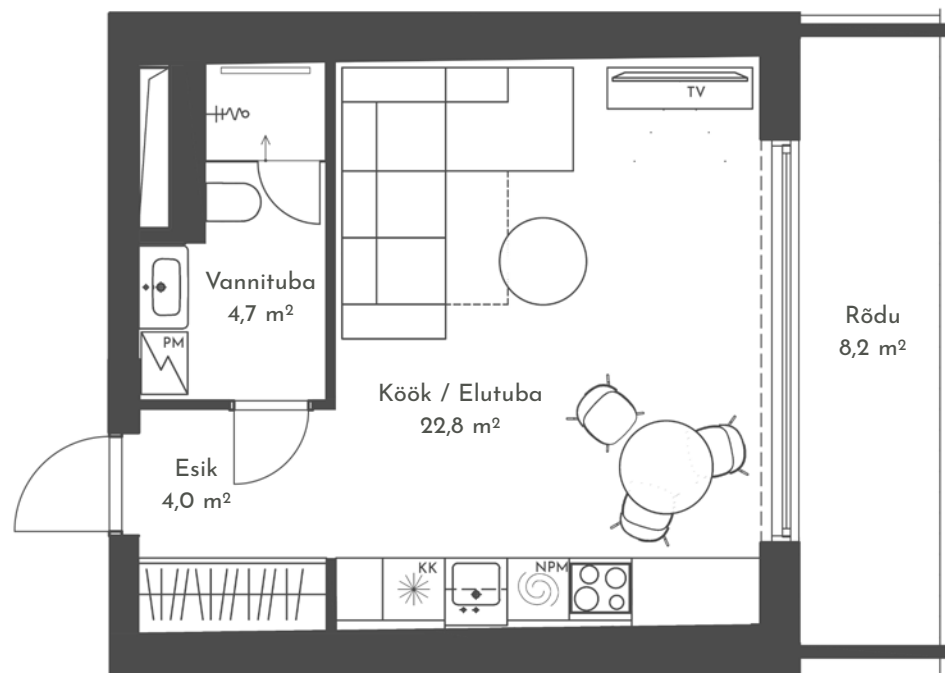 TV
Vannituba
4,7 m²
PM
Rõdu
8,2 m²
Köök / Elutuba
22,8 m²
Esik
4,0 m²
KK
NPM